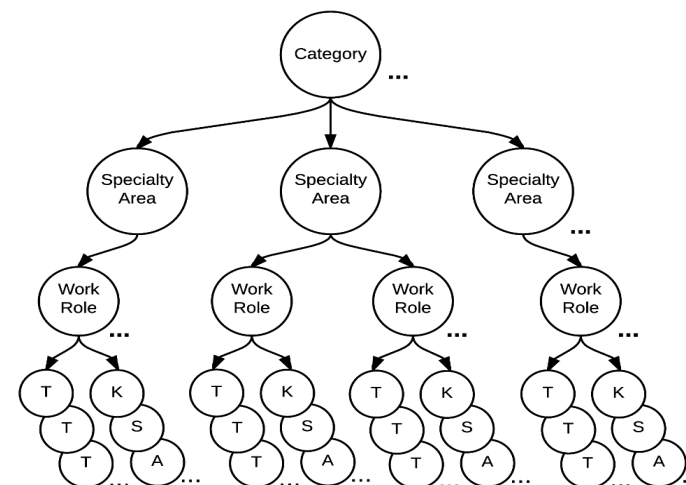 Category
...
Specialty
Area
Specialty
Area
Specialty
Area
...
Work
Role
...
Work
Role
Work
Role
...
Work
Role
...
T K T K T K T K
T S T S T S T S
T A T A T A T A
... ... ... ... ... ... ...